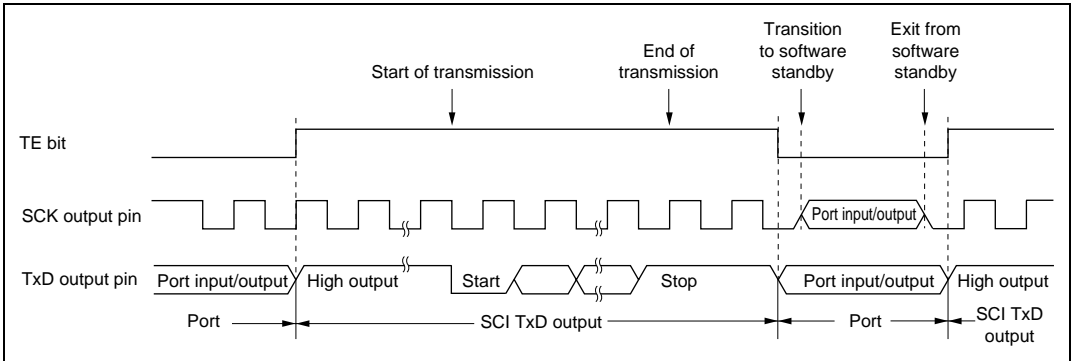 Transition
to software
standby
Exit from
software
standby
End of
transmission
Start of transmission
TE bit
SCK output pin
Port input/output
TxD output pin
Port input/output
High output
Start
Stop
Port input/output
High output
Port
SCI TxD output
Port
SCI TxD
output